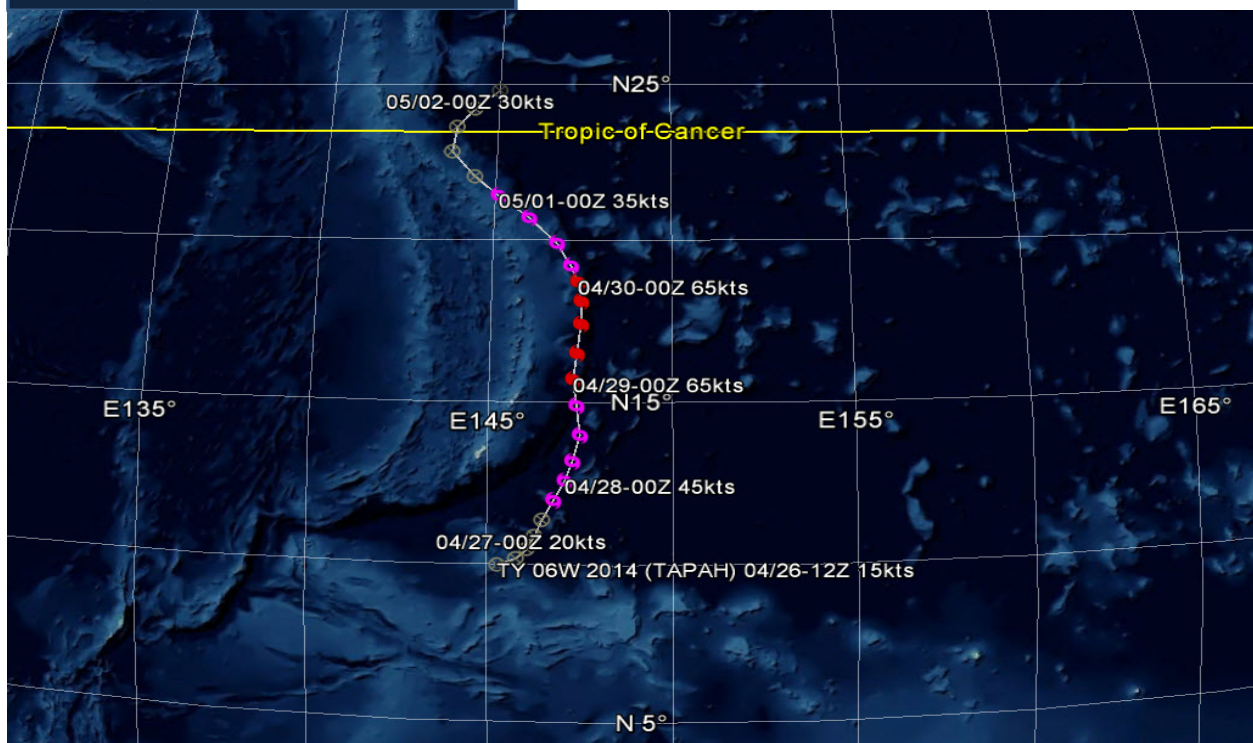 N25°
05/02-00Z 30kts
Tropic of Cancer
05/01-00Z 35kts
04/30-00Z 65kts
04/29-00Z 65kts
E135°
E145°
N15°
E155°
E165°
04/28-00Z 45kts
04/27-00Z 20kts
TY 06W 2014 (TAPAH) 04/26-12Z 15kts
N 5°